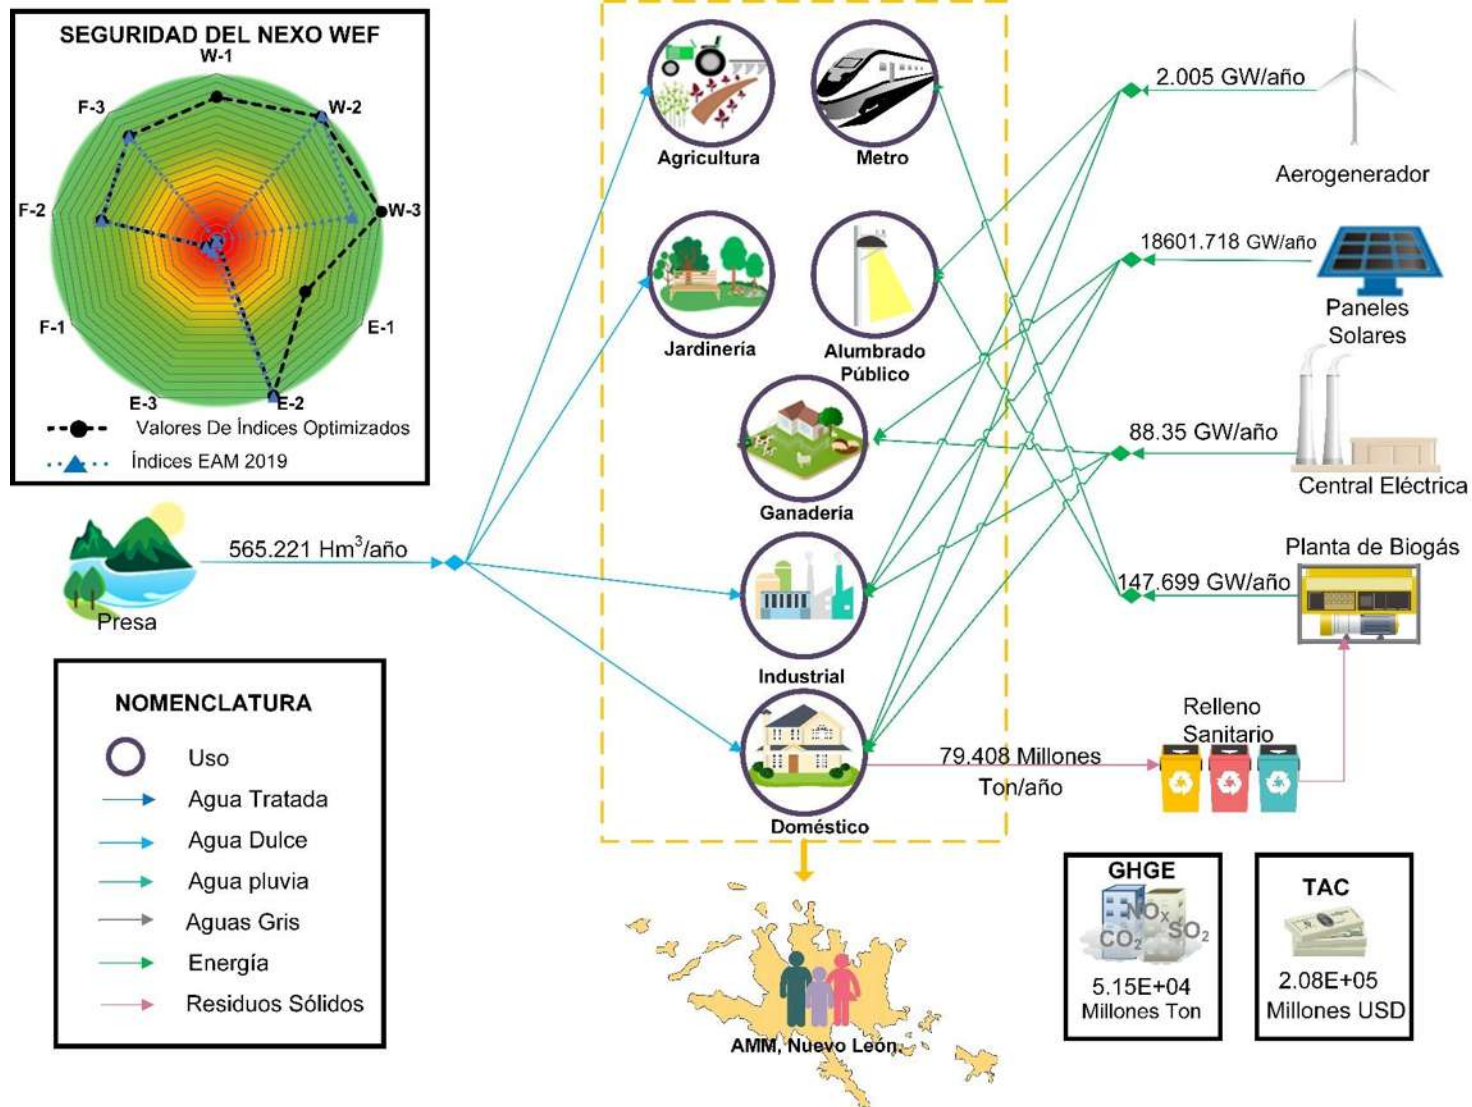 SEGURIDAD DEL NEXO WEF
W-1
F-3
W-2
F-2
W-3
F-1
E-1
E-3
E-2
Valores De Índices Optimizados
Índices EAM 2019
565.221 Hm³/año
Presa
NOMENCLATURA
Uso
Agua Tratada
Agua Dulce
Agua pluvia
Aguas Gris
Energía
Residuos Sólidos
Agricultura
Metro
Jardinería
Alumbrado
Público
Ganadería
Industrial
Doméstico
AMM, Nuevo León.
2.005 GW/año
Aerogenerador
18601.718 GW/año
Paneles
Solares
88.35 GW/año
Central Eléctrica
Planta de Biogás
147.699 GW/año
Relleno
Sanitario
79.408 Millones
Ton/año
GHGE
NOx
CO₂
SO₂
5.15E+04
Millones Ton
TAC
2.08E+05
Millones USD